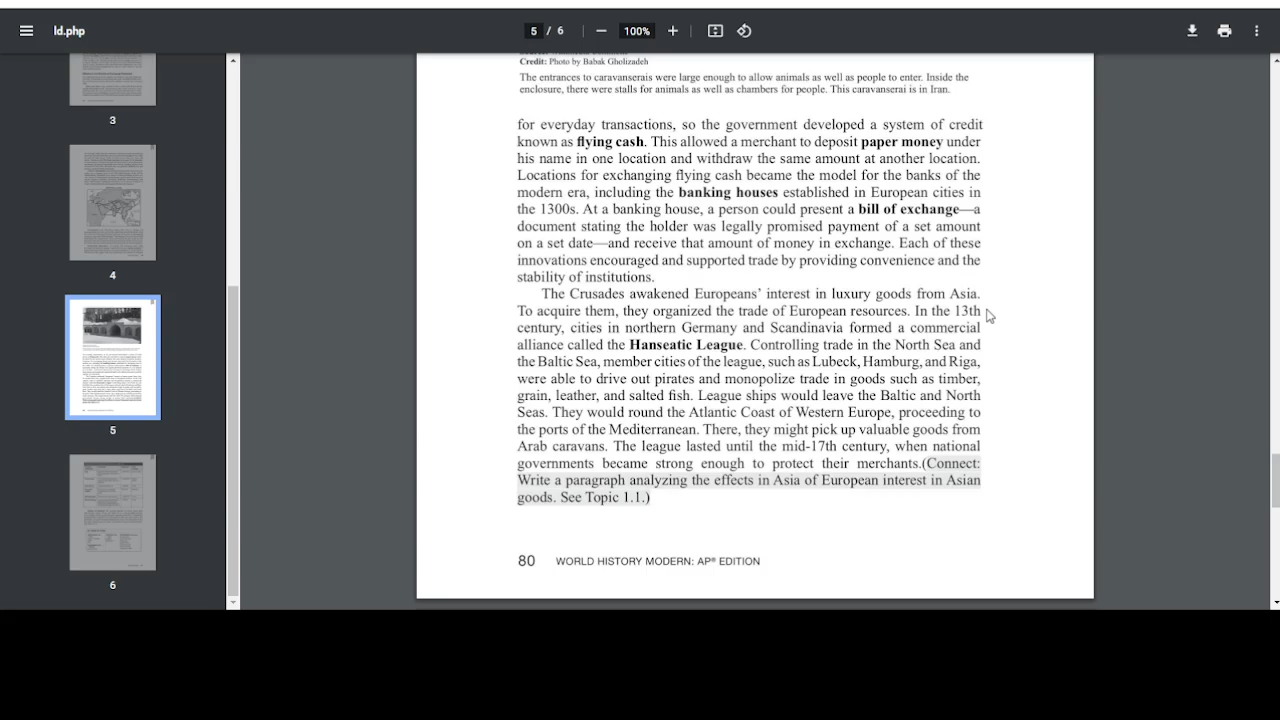 ld.php
5 / 6
100%
3
4
5
6
Credit: Photo by Babak Gholizadeh
The entrances to caravanserais were large enough to allow animals as well as people to enter. Inside the
enclosure, there were stalls for animals as well as chambers for people. This caravanserai is in Iran.
for everyday transactions, so the government developed a system of credit
known as flying cash. This allowed a merchant to deposit paper money under
his name in one location and withdraw the same amount at another location.
Locations for exchanging flying cash became the model for the banks of the
modern era, including the banking houses established in European cities in
the 1300s. At a banking house, a person could present a bill of exchange—a
document stating the holder was legally promised payment of a set amount
on a set date—and receive that amount of money in exchange. Each of these
innovations encouraged and supported trade by providing convenience and the
stability of institutions.
The Crusades awakened Europeans’ interest in luxury goods from Asia.
To acquire them, they organized the trade of European resources. In the 13th
century, cities in northern Germany and Scandinavia formed a commercial
alliance called the Hanseatic League. Controlling trade in the North Sea and
the Baltic Sea, member cities of the league, such as Lubeck, Hamburg, and Riga,
were able to drive out pirates and monopolize trade in goods such as timber,
grain, leather, and salted fish. League ships would leave the Baltic and North
Seas. They would round the Atlantic Coast of Western Europe, proceeding to
the ports of the Mediterranean. There, they might pick up valuable goods from
Arab caravans. The league lasted until the mid-17th century, when national
governments became strong enough to protect their merchants.(Connect:
Write a paragraph analyzing the effects in Asia of European interest in Asian
goods. See Topic 1.1.)
80 WORLD HISTORY MODERN: AP® EDITION